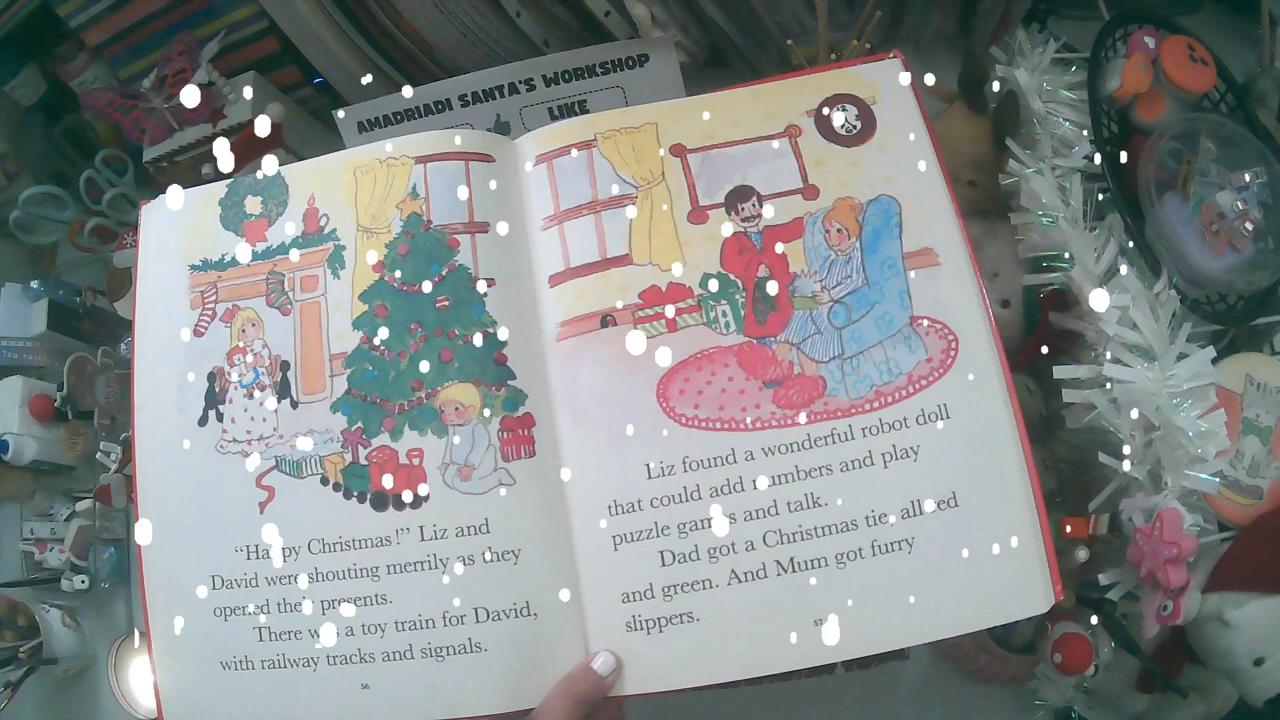 AMADRIADI SANTA'S WORKSHOP
LIKE
"Happy Christmas!" Liz and
David were shouting merrily as they
opened their presents.
There was a toy train for David,
with railway tracks and signals.
56
Liz found a wonderful robot doll
that could add numbers and play
puzzle games and talk.
Dad got a Christmas tie, all red
and green. And Mum got furry
slippers.
57